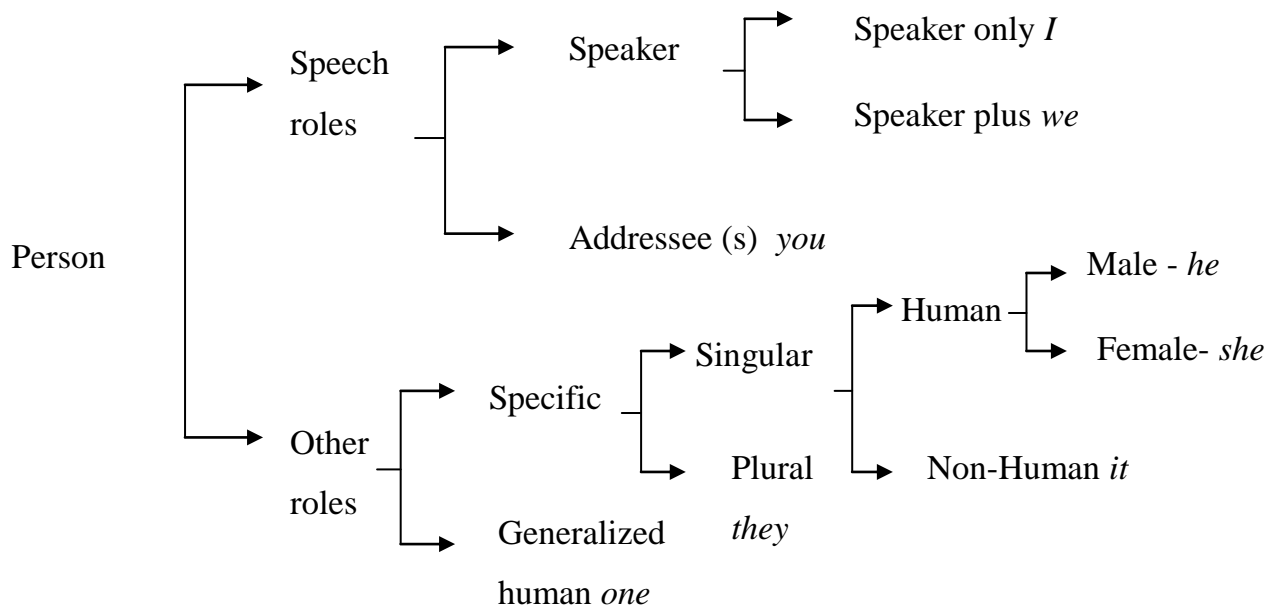 Person
Speech
roles
Speaker
Speaker only I
Speaker plus we
Addressee (s) you
Other
roles
Specific
Singular
Human
Male - he
Female- she
Non-Human it
Plural
they
Generalized
human one